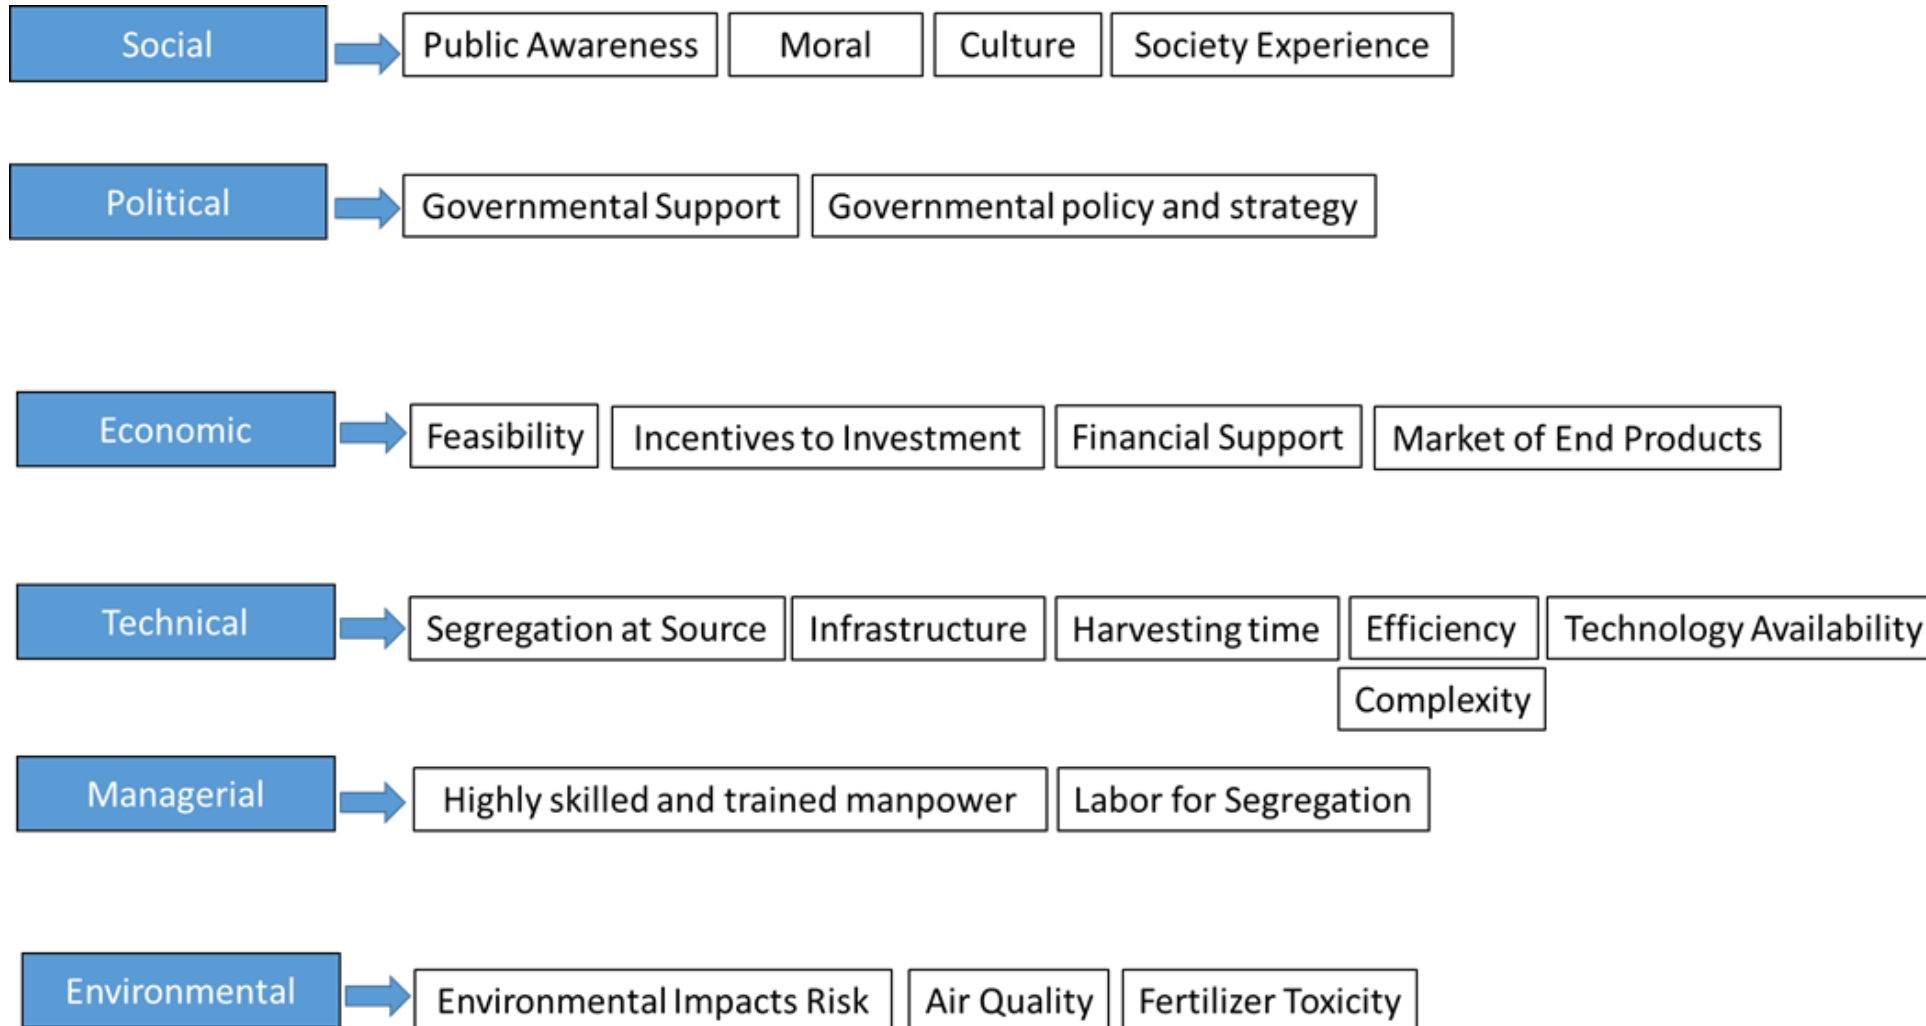 Social
Public Awareness
Moral
Culture
Society Experience
Political
Governmental Support
Governmental policy and strategy
Economic
Feasibility
Incentives to Investment
Financial Support
Market of End Products
Technical
Segregation at Source
Infrastructure
Harvesting time
Efficiency
Technology Availability
Complexity
Managerial
Highly skilled and trained manpower
Labor for Segregation
Environmental
Environmental Impacts Risk
Air Quality
Fertilizer Toxicity